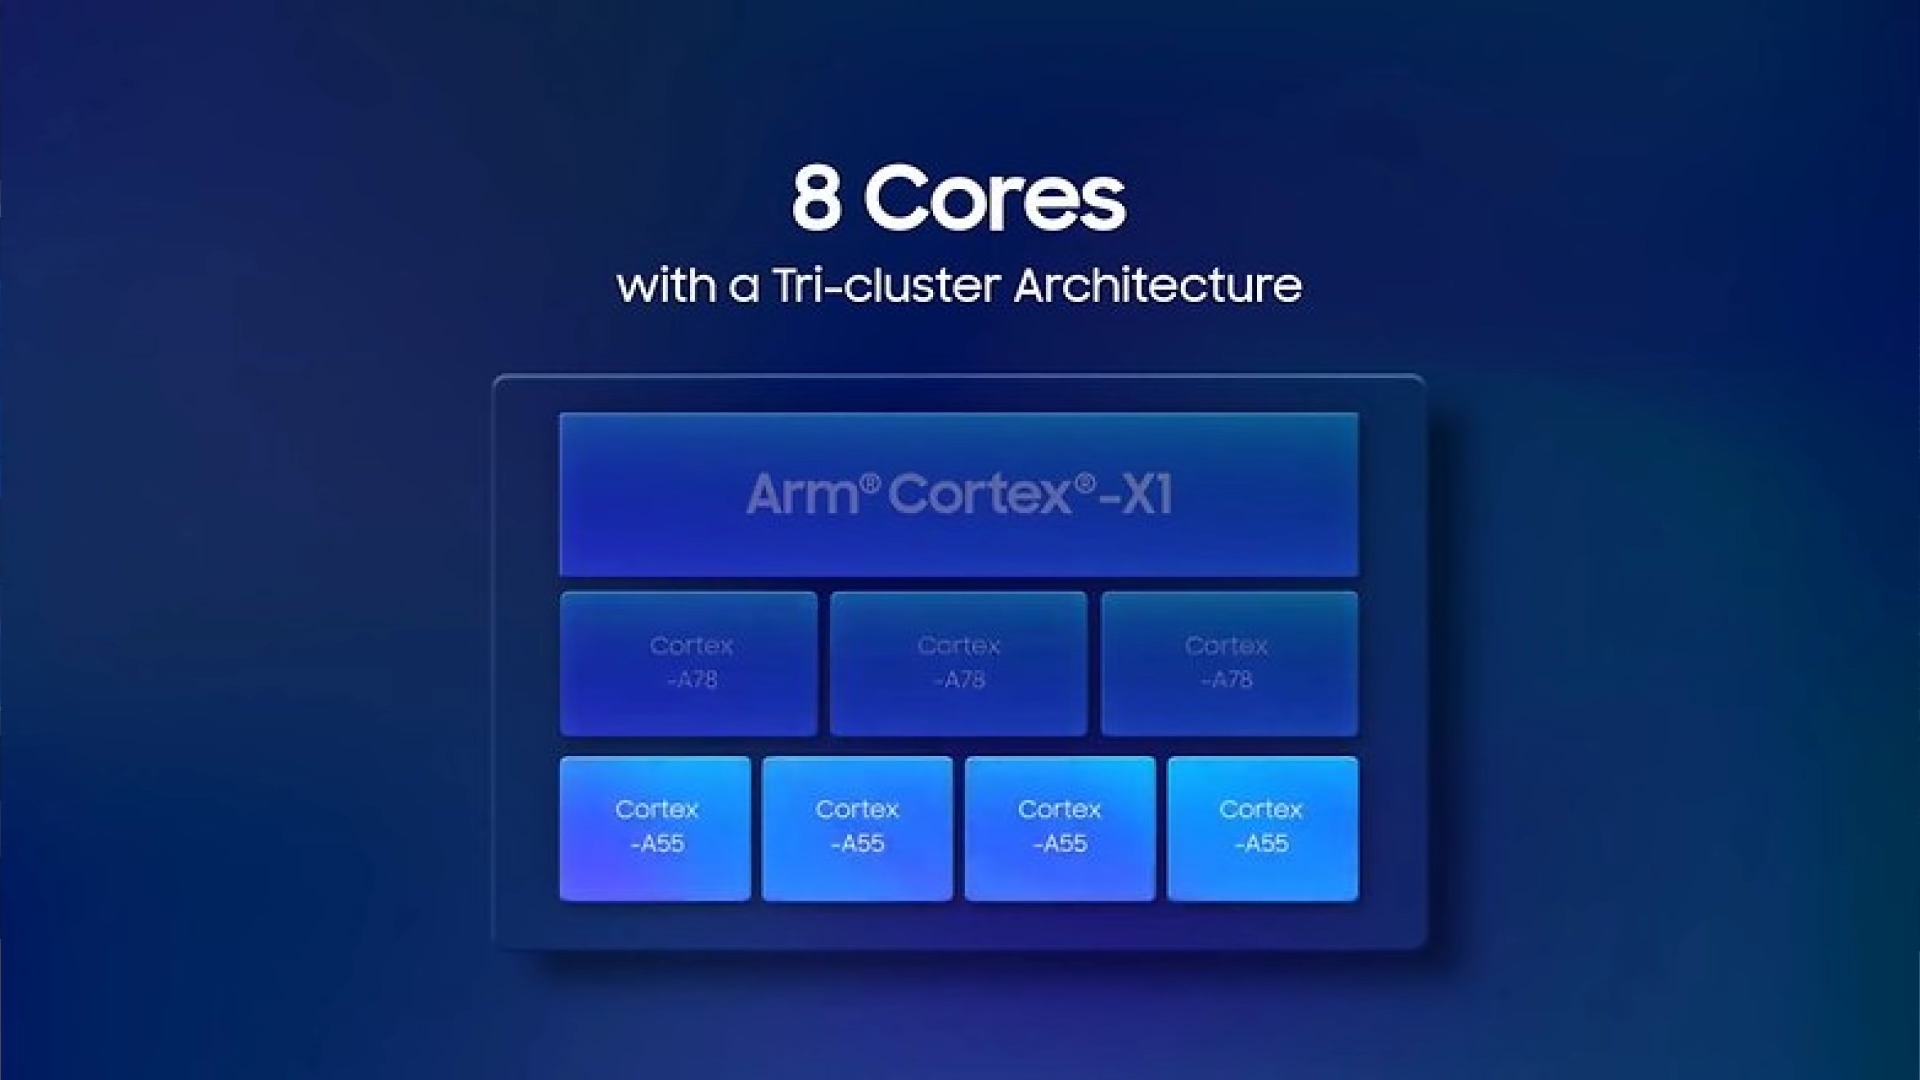 8 Cores
with a Tri-cluster Architecture
Arm® Cortex®-X1
Cortex Cortex Cortex
-A78 -A78 -A78
Cortex Cortex Cortex Cortex
-A55 -A55 -A55 -A55